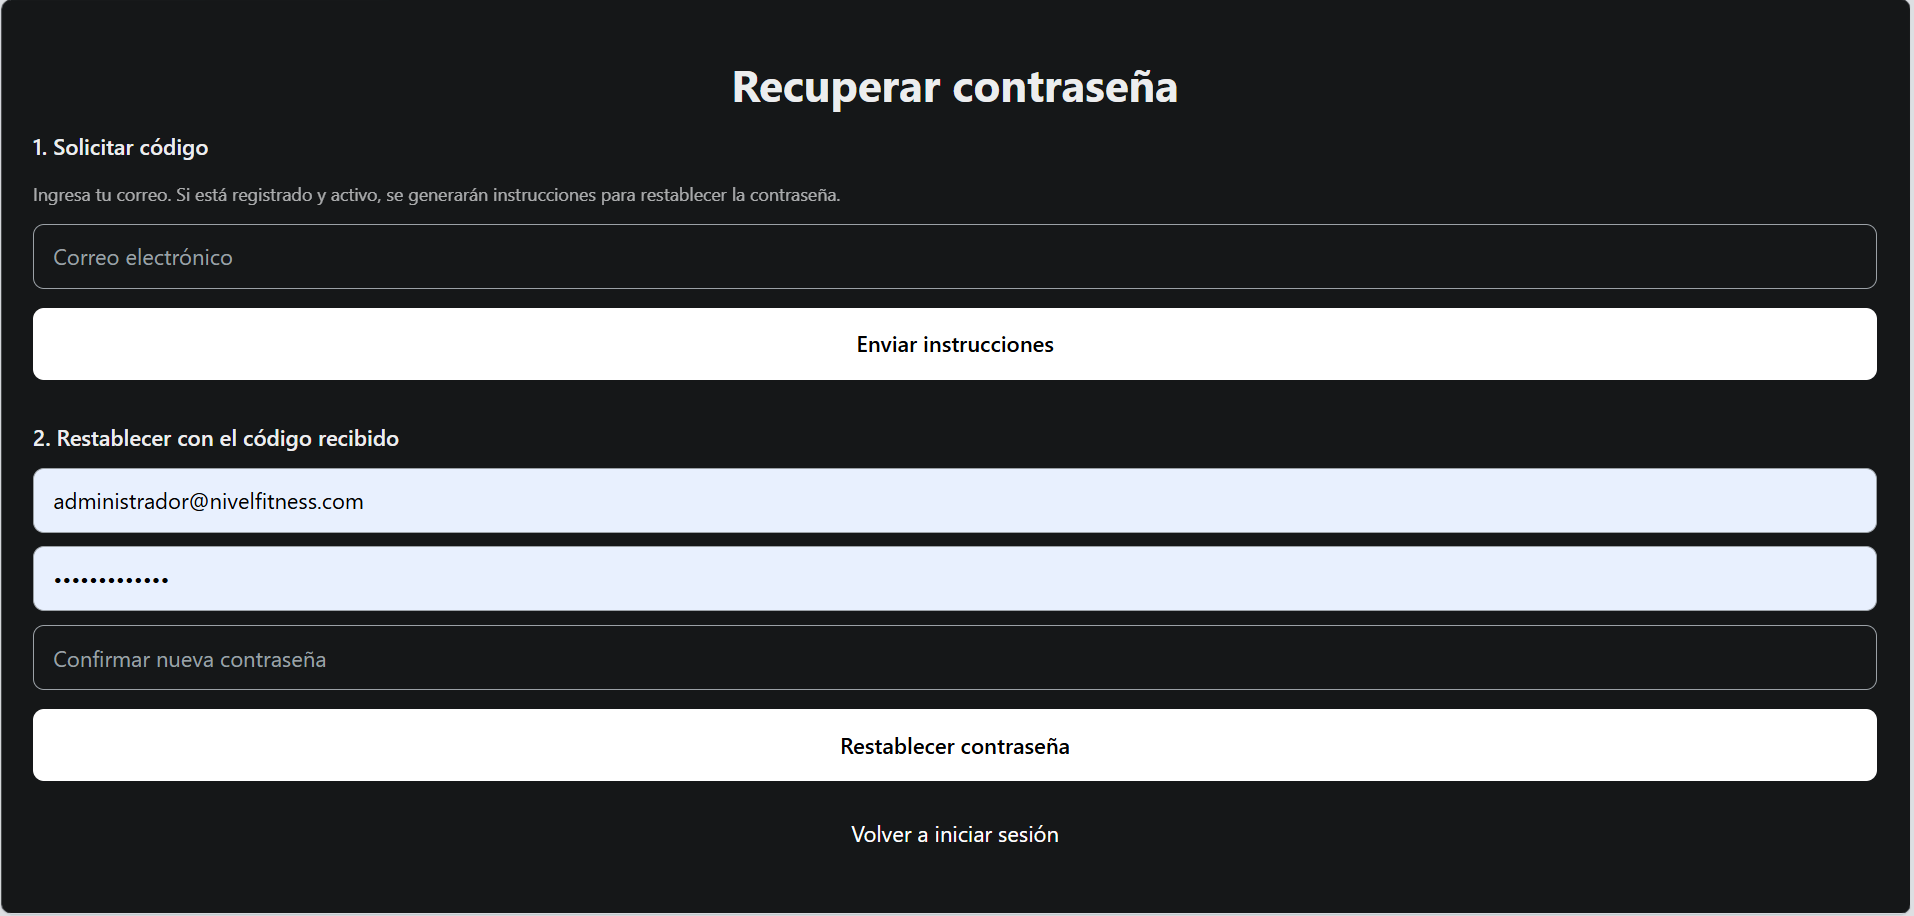 Recuperar contraseña
1. Solicitar código
Ingresa tu correo. Si está registrado y activo, se generarán instrucciones para restablecer la contraseña.
Correo electrónico
Enviar instrucciones
2. Restablecer con el código recibido
administrador@nivelfitness.com
•••••••••••••
Confirmar nueva contraseña
Restablecer contraseña
Volver a iniciar sesión